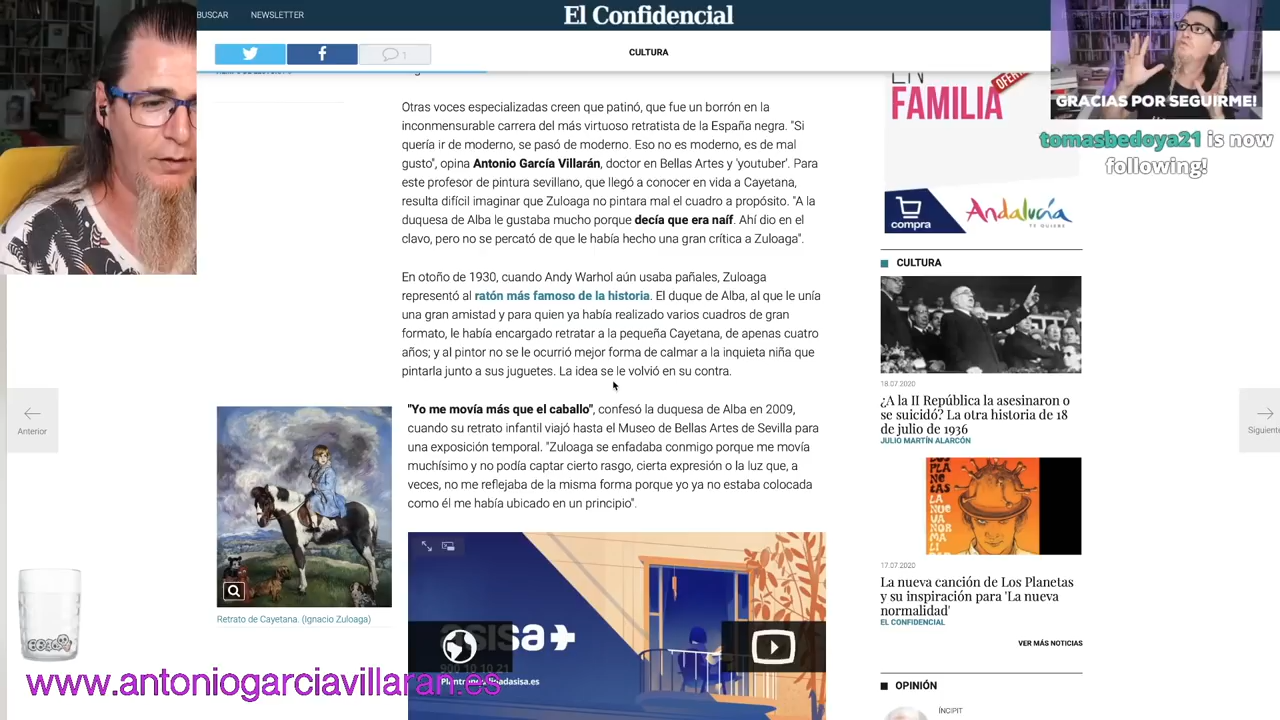 BUSCAR
NEWSLETTER
El Confidencial
1
CULTURA
Otras voces especializadas creen que patinó, que fue un borrón en la
inconmensurable carrera del más virtuoso retratista de la España negra. "Si
quería ir de moderno, se pasó de moderno. Eso no es moderno, es de mal
gusto", opina Antonio García Villarán, doctor en Bellas Artes y 'youtuber'. Para
este profesor de pintura sevillano, que llegó a conocer en vida a Cayetana,
resulta difícil imaginar que Zuloaga no pintara mal el cuadro a propósito. "A la
duquesa de Alba le gustaba mucho porque decía que era naíf. Ahí dio en el
clavo, pero no se percató de que le había hecho una gran crítica a Zuloaga".
En otoño de 1930, cuando Andy Warhol aún usaba pañales, Zuloaga
representó al ratón más famoso de la historia. El duque de Alba, al que le unía
una gran amistad y para quien ya había realizado varios cuadros de gran
formato, le había encargado retratar a la pequeña Cayetana, de apenas cuatro
años; y al pintor no se le ocurrió mejor forma de calmar a la inquieta niña que
pintarla junto a sus juguetes. La idea se le volvió en su contra.
"Yo me movía más que el caballo", confesó la duquesa de Alba en 2009,
cuando su retrato infantil viajó hasta el Museo de Bellas Artes de Sevilla para
una exposición temporal. "Zuloaga se enfadaba conmigo porque me movía
muchísimo y no podía captar cierto rasgo, cierta expresión o la luz que, a
veces, no me reflejaba de la misma forma porque yo ya no estaba colocada
como él me había ubicado en un principio".
Anterior
Retrato de Cayetana. (Ignacio Zuloaga)
asisa
900 10 10 21
www.antoniogarciavillaran.es
GRACIAS POR SEGUIRME!
tomasbedoya21 is now
following!
EN
FAMILIA
OFERTA
compra
Andalucía
TE QUIERE
CULTURA
18.07.2020
¿A la II República la asesinaron o
se suicidó? La otra historia de 18
de julio de 1936
JULIO MARTÍN ALARCÓN
LOS PLANETAS
LA NUEVA NORMALIDAD
17.07.2020
La nueva canción de Los Planetas
y su inspiración para 'La nueva
normalidad'
EL CONFIDENCIAL
VER MÁS NOTICIAS
OPINIÓN
ÍNCIPIT
Siguiente